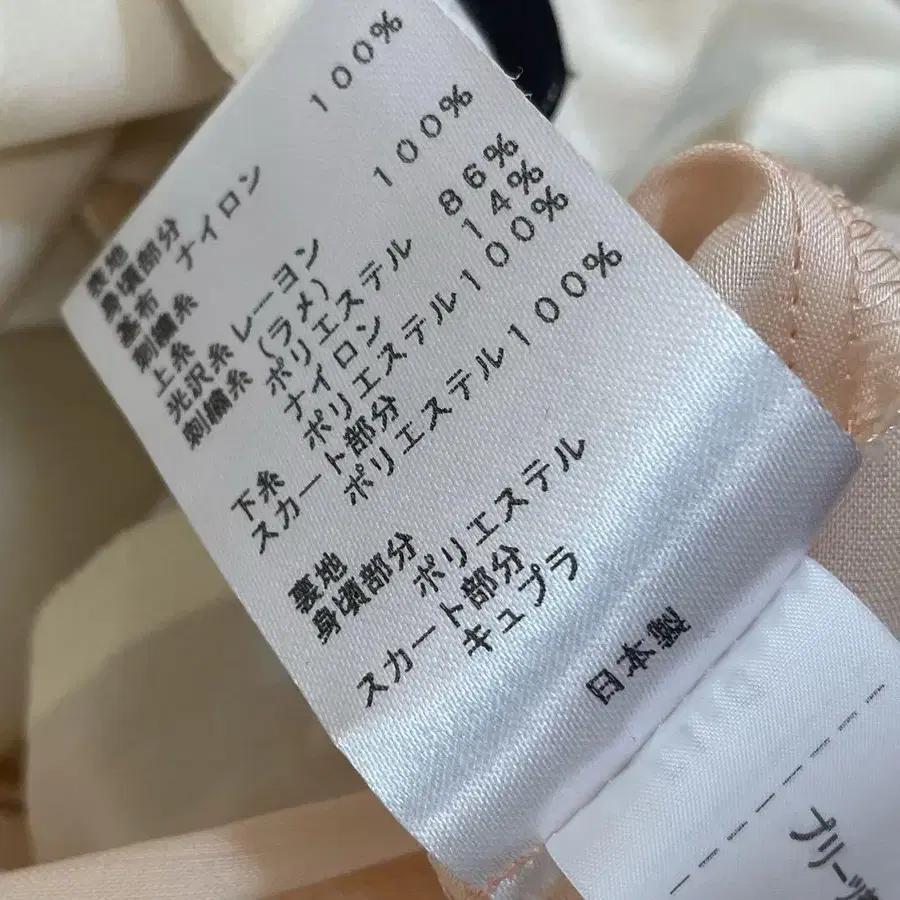 表地
身頃部分
基布 ナイロン 100%
刺繍糸
上糸
光沢糸 レーヨン 100%
刺繍糸 (ラメ)
ポリエステル 86%
ナイロン 14%
下糸 ポリエステル100%
スカート部分
ポリエステル100%
裏地
身頃部分
ポリエステル
スカート部分
キュプラ
日本製
プリーツ